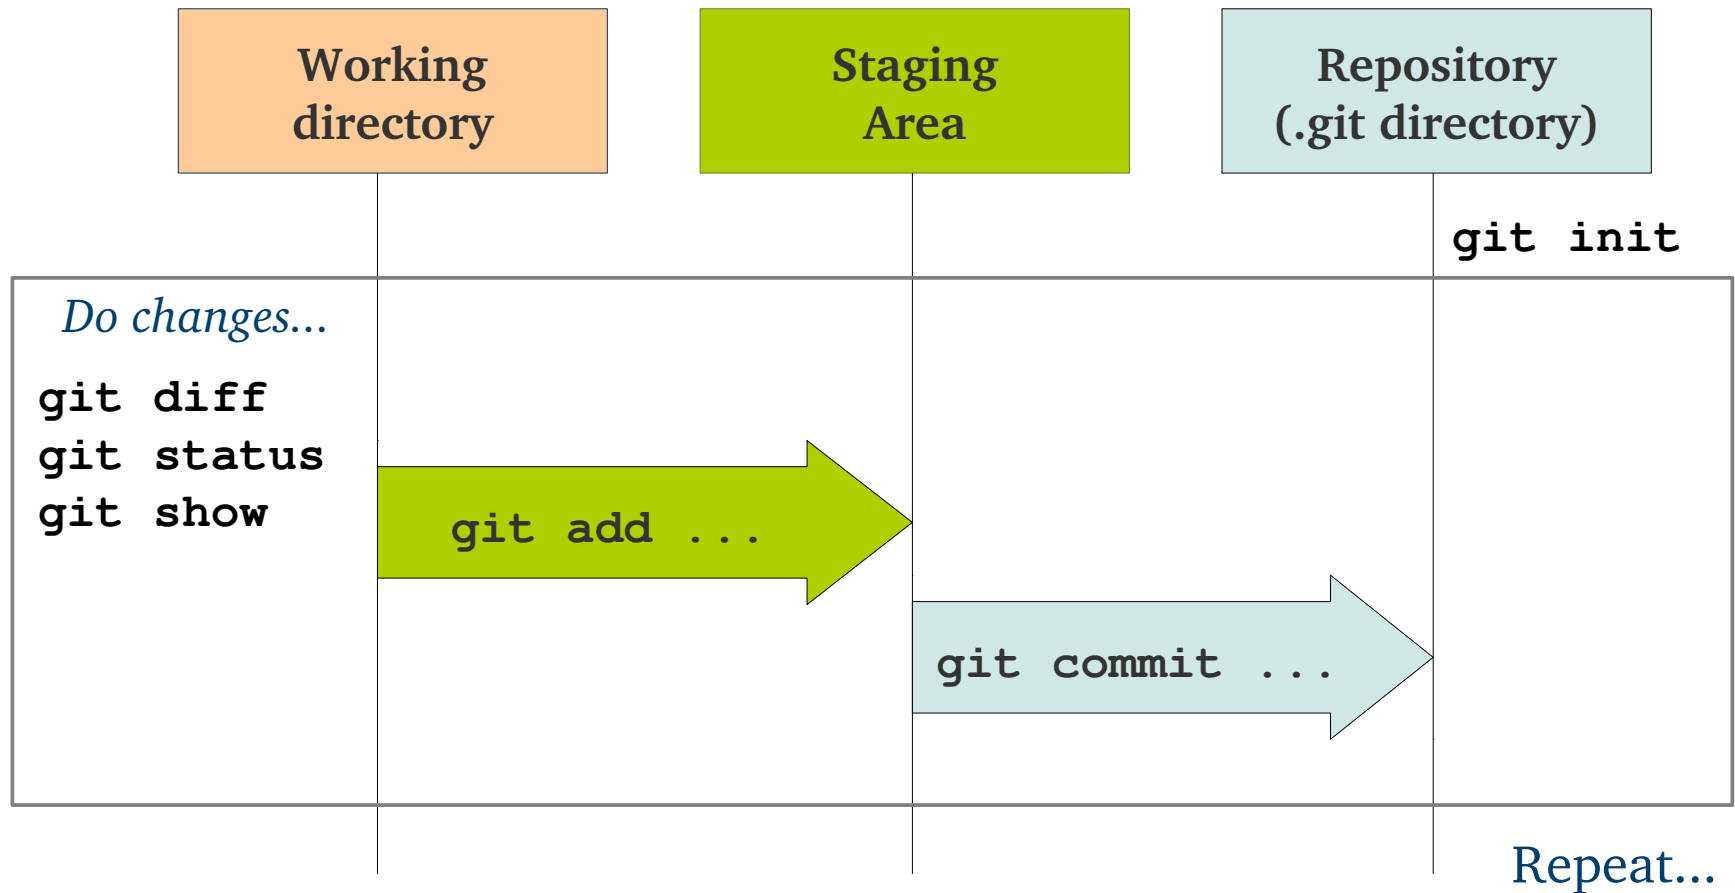 Working
directory
Staging
Area
Repository
(.git directory)
git init
Do changes...
git diff
git status
git show
git add ...
git commit ...
Repeat...